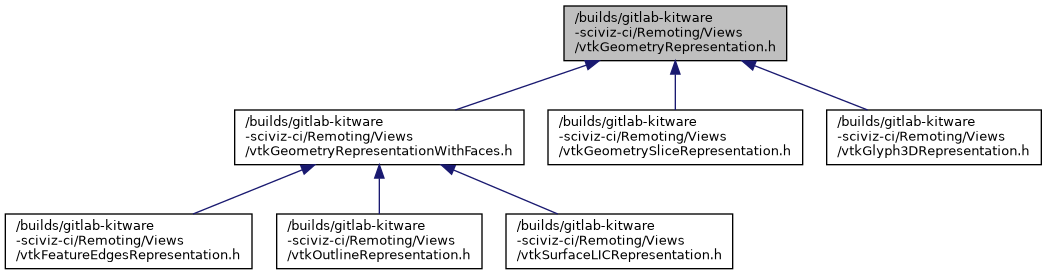 /builds/gitlab-kitware
-sciviz-ci/Remoting/Views
/vtkGeometryRepresentation.h
/builds/gitlab-kitware
-sciviz-ci/Remoting/Views
/vtkGeometryRepresentationWithFaces.h
/builds/gitlab-kitware
-sciviz-ci/Remoting/Views
/vtkGeometrySliceRepresentation.h
/builds/gitlab-kitware
-sciviz-ci/Remoting/Views
/vtkGlyph3DRepresentation.h
/builds/gitlab-kitware
-sciviz-ci/Remoting/Views
/vtkFeatureEdgesRepresentation.h
/builds/gitlab-kitware
-sciviz-ci/Remoting/Views
/vtkOutlineRepresentation.h
/builds/gitlab-kitware
-sciviz-ci/Remoting/Views
/vtkSurfaceLICRepresentation.h